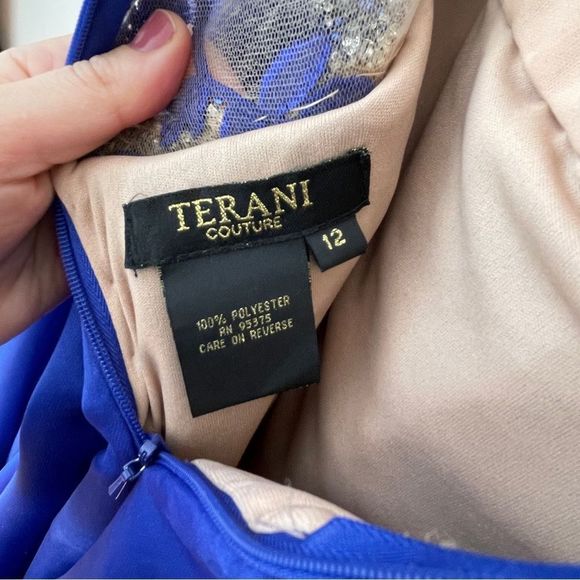 TERANI
COUTURE
12
100% POLYESTER
RN 95375
CARE ON REVERSE